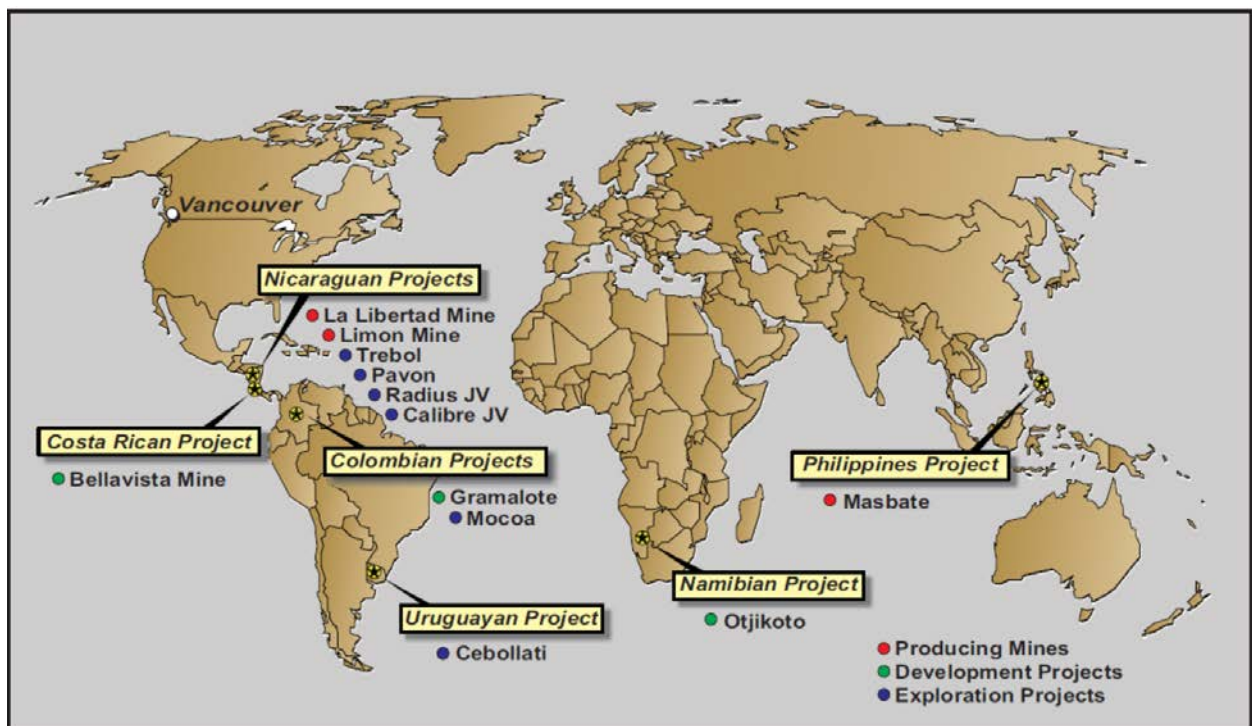 Vancouver
Nicaraguan Projects
La Libertad Mine
Limon Mine
Trebol
Pavon
Radius JV
Calibre JV
Costa Rican Project
Bellavista Mine
Colombian Projects
Gramalote
Mocoa
Philippines Project
Masbate
Namibian Project
Otjikoto
Uruguayan Project
Cebollati
Producing Mines
Development Projects
Exploration Projects